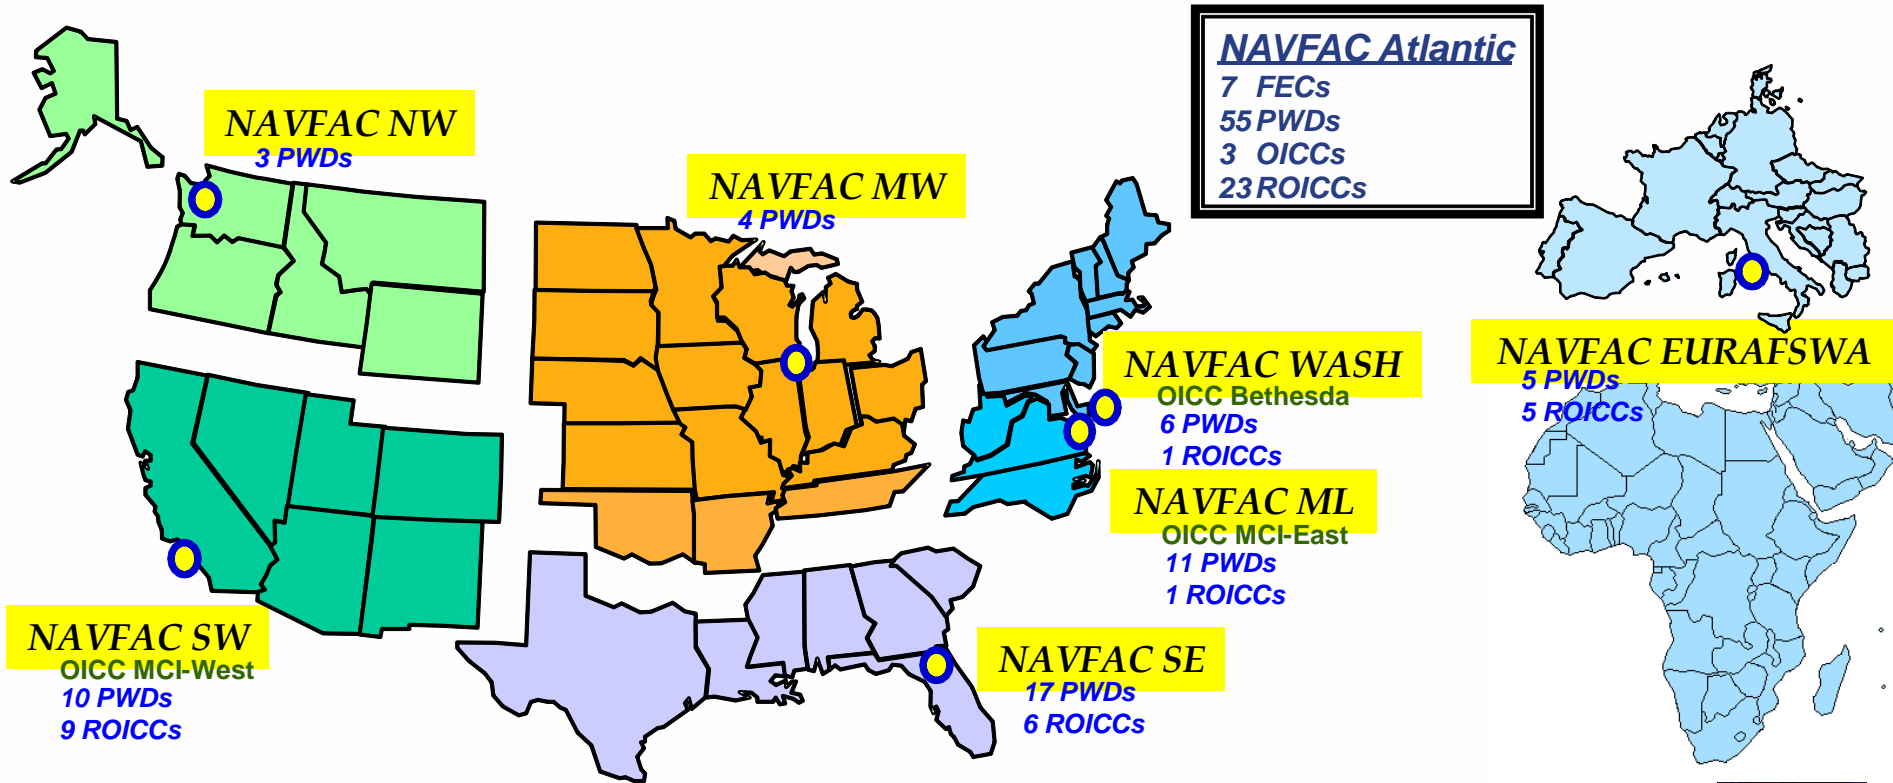 NAVFAC Atlantic
7 FECs
55 PWDs
3 OICCs
23 ROICCs
NAVFAC NW
3 PWDs
NAVFAC MW
4 PWDs
NAVFAC WASH
OICC Bethesda
6 PWDs
1 ROICCs
NAVFAC EURAFSWA
5 PWDs
5 ROICCs
NAVFAC ML
OICC MCI-East
11 PWDs
1 ROICCs
NAVFAC SW
OICC MCI-West
10 PWDs
9 ROICCs
NAVFAC SE
17 PWDs
6 ROICCs